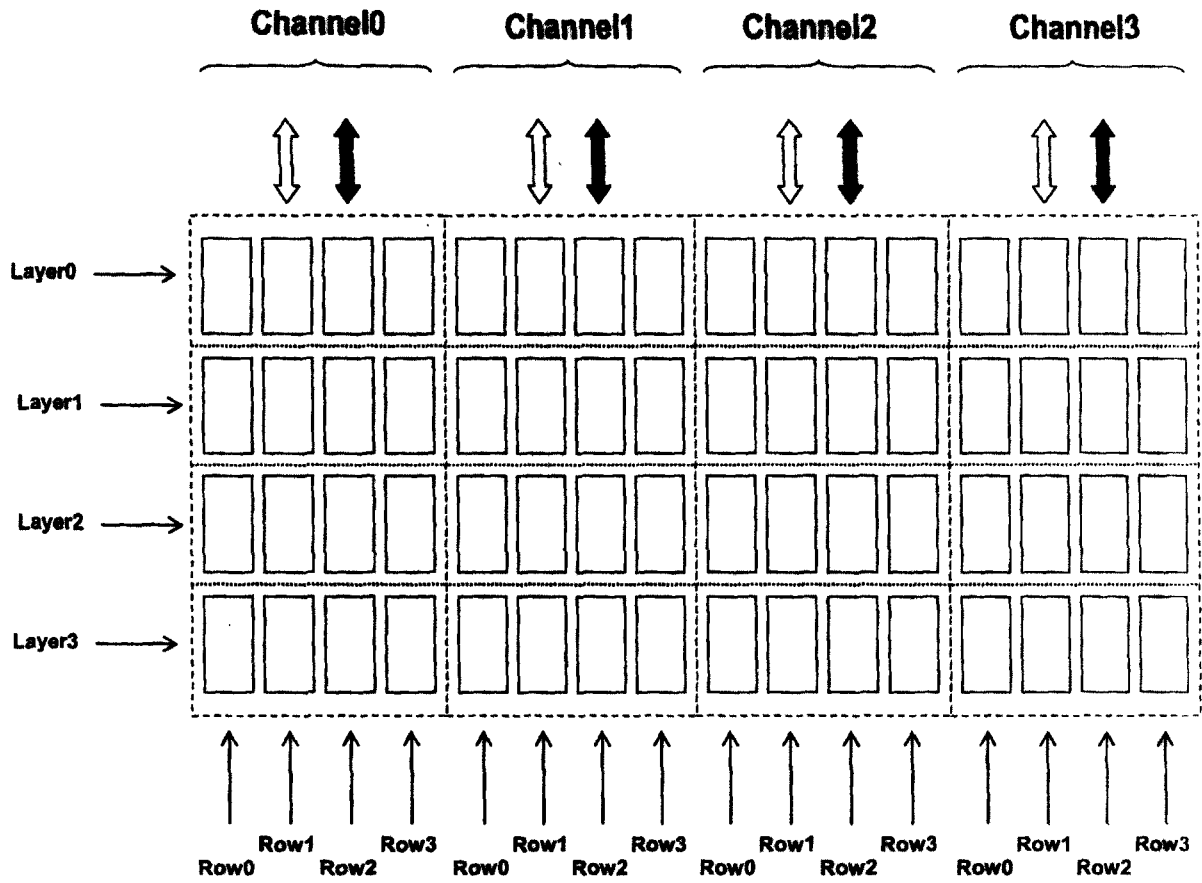 Channel0 Channel1 Channel2 Channel3
Layer0
Layer1
Layer2
Layer3
Row1 Row3 Row1 Row3 Row1 Row3 Row1 Row3
Row0 Row2 Row0 Row2 Row0 Row2 Row0 Row2